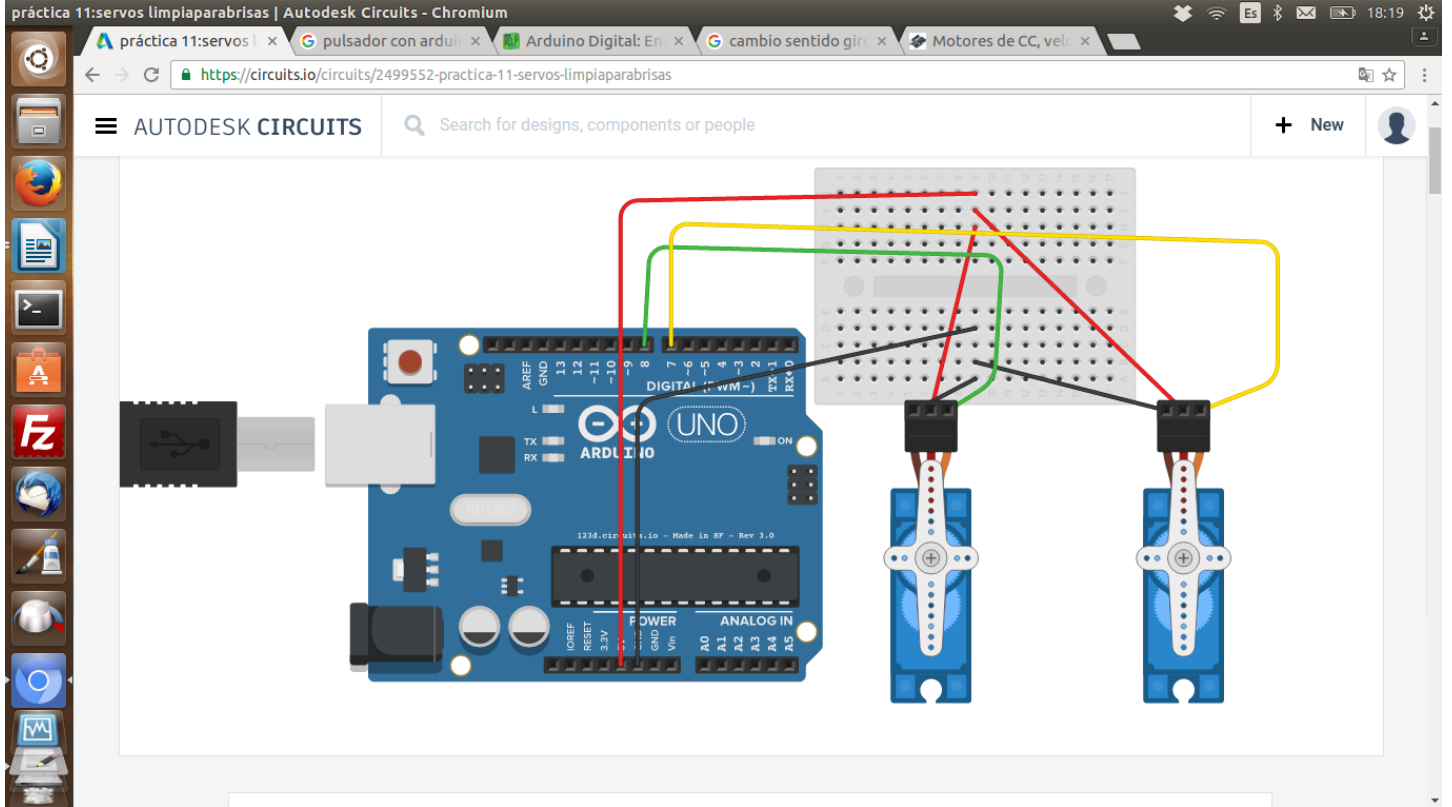 práctica 11:servos limpiaparabrisas | Autodesk Circuits - Chromium
Es
18:19
práctica 11:servos l
pulsador con arduin
Arduino Digital: En
cambio sentido giro
Motores de CC, velo
https://circuits.io/circuits/2499552-practica-11-servos-limpiaparabrisas
AUTODESK CIRCUITS
Search for designs, components or people
+ New
AREF
GND
13
12
~11
~10
~9
8
7
~6
~5
4
~3
2
TX→1
RX←0
DIGITAL (PWM~)
L
TX
RX
ARDUINO
UNO
ON
123d.circuits.io - Made in SF - Rev 3.0
POWER
ANALOG IN
IOREF
RESET
3.3V
GND
Vin
A0
A1
A2
A3
A4
A5